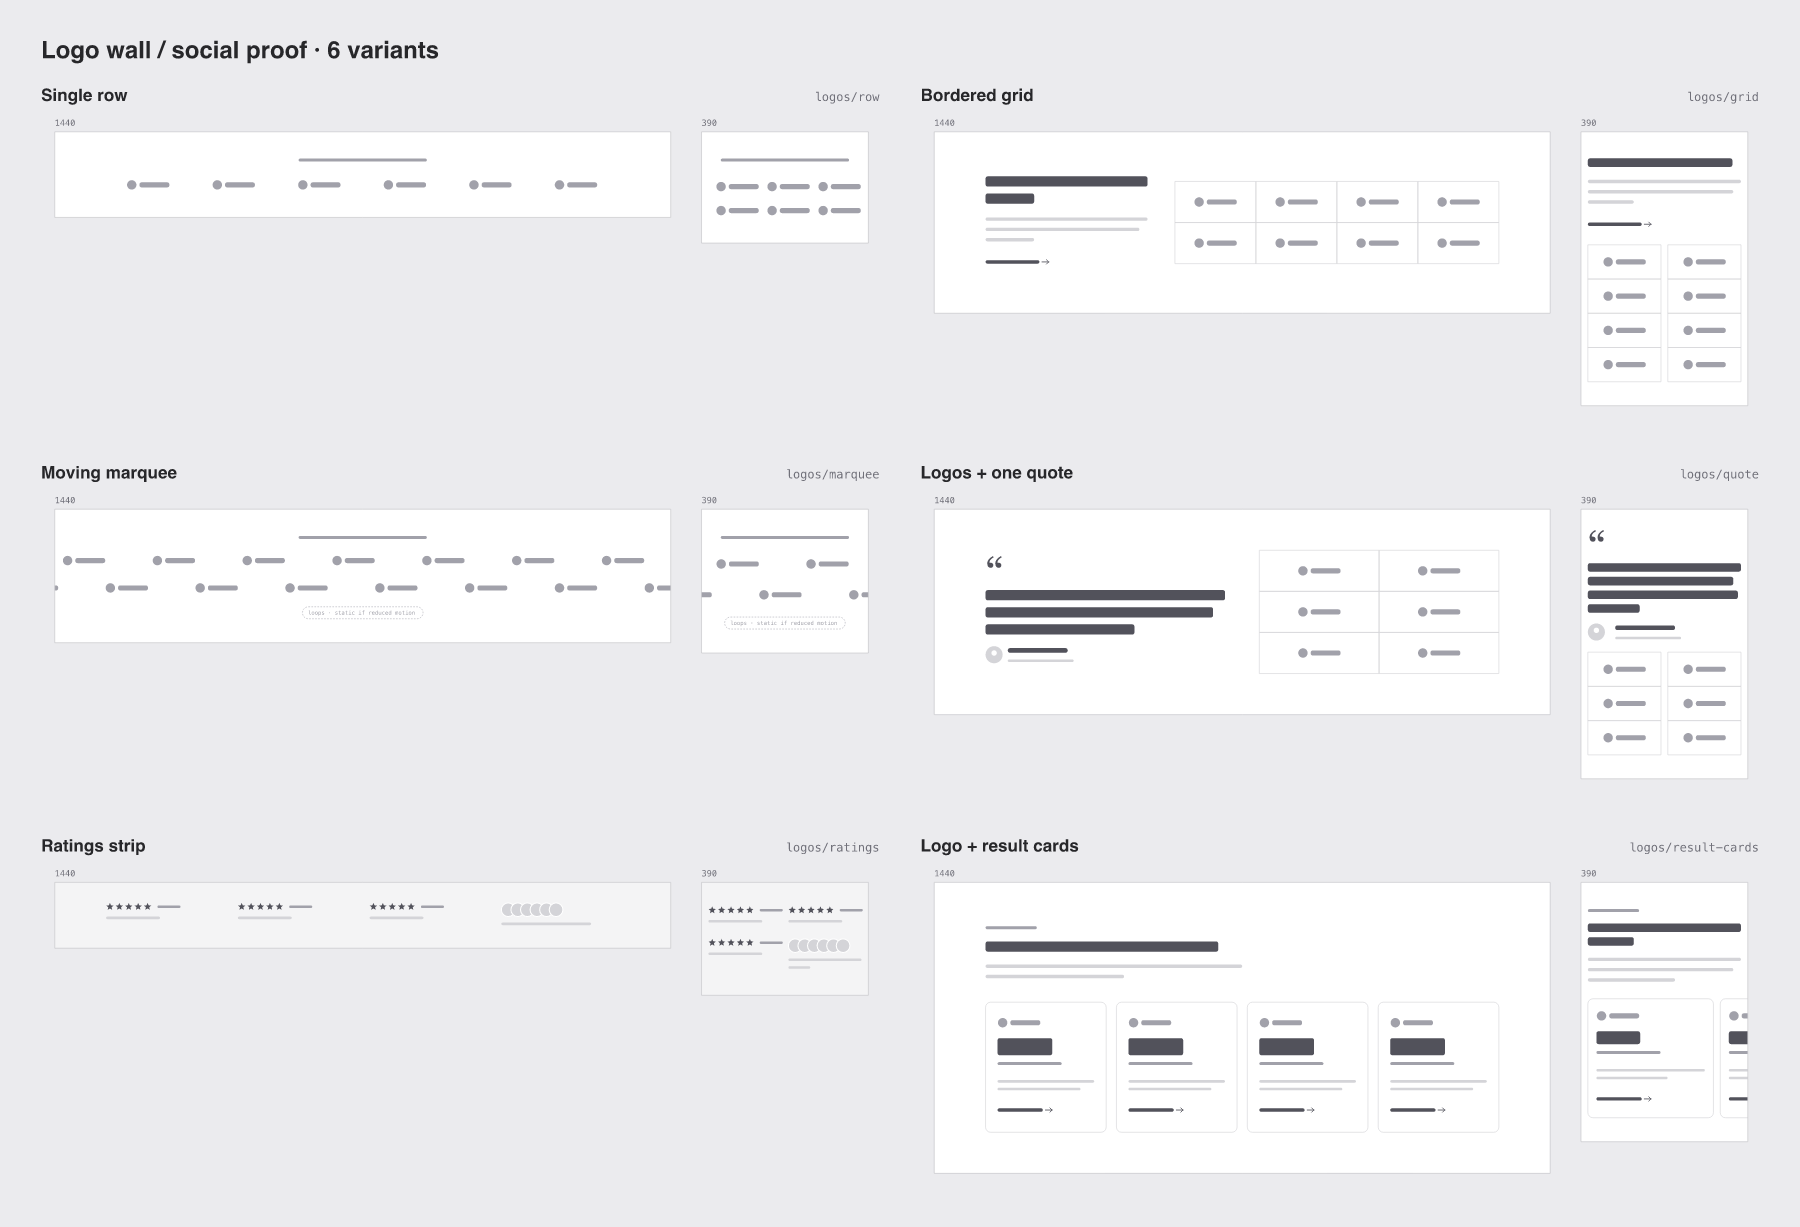 Logo wall / social proof · 6 variants
Single row
logos/row
1440
390
Bordered grid
logos/grid
1440
390
Moving marquee
logos/marquee
1440
loops · static if reduced motion
390
loops · static if reduced motion
Logos + one quote
logos/quote
1440
“
390
“
Ratings strip
logos/ratings
1440
390
Logo + result cards
logos/result-cards
1440
390